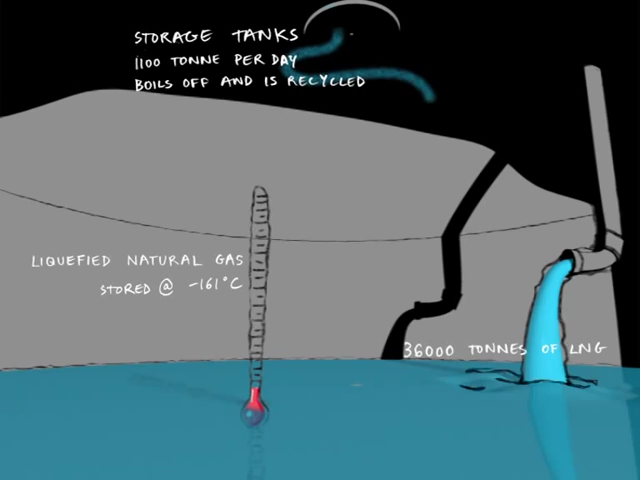 STORAGE TANKS
1100 TONNE PER DAY
BOILS OFF AND IS RECYCLED
LIQUEFIED NATURAL GAS
STORED @ -161°C
36000 TONNES OF LNG